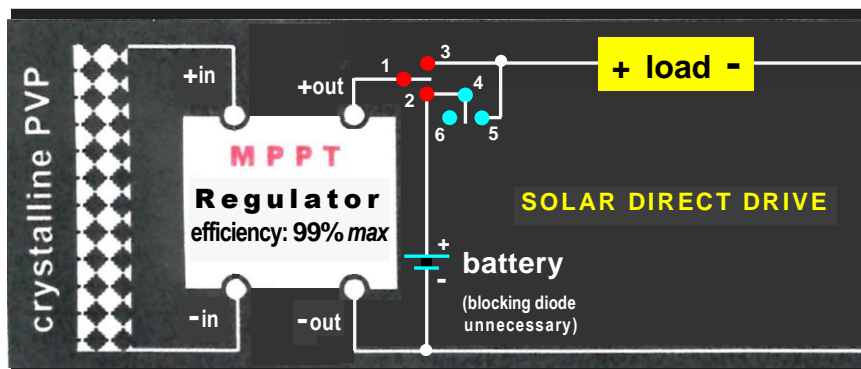 crystalline PVP
+in
+out
1
3
2
4
6
5
+ load -
MPPT
Regulator
efficiency: 99% max
SOLAR DIRECT DRIVE
+
battery
-
(blocking diode
unnecessary)
-in
-out